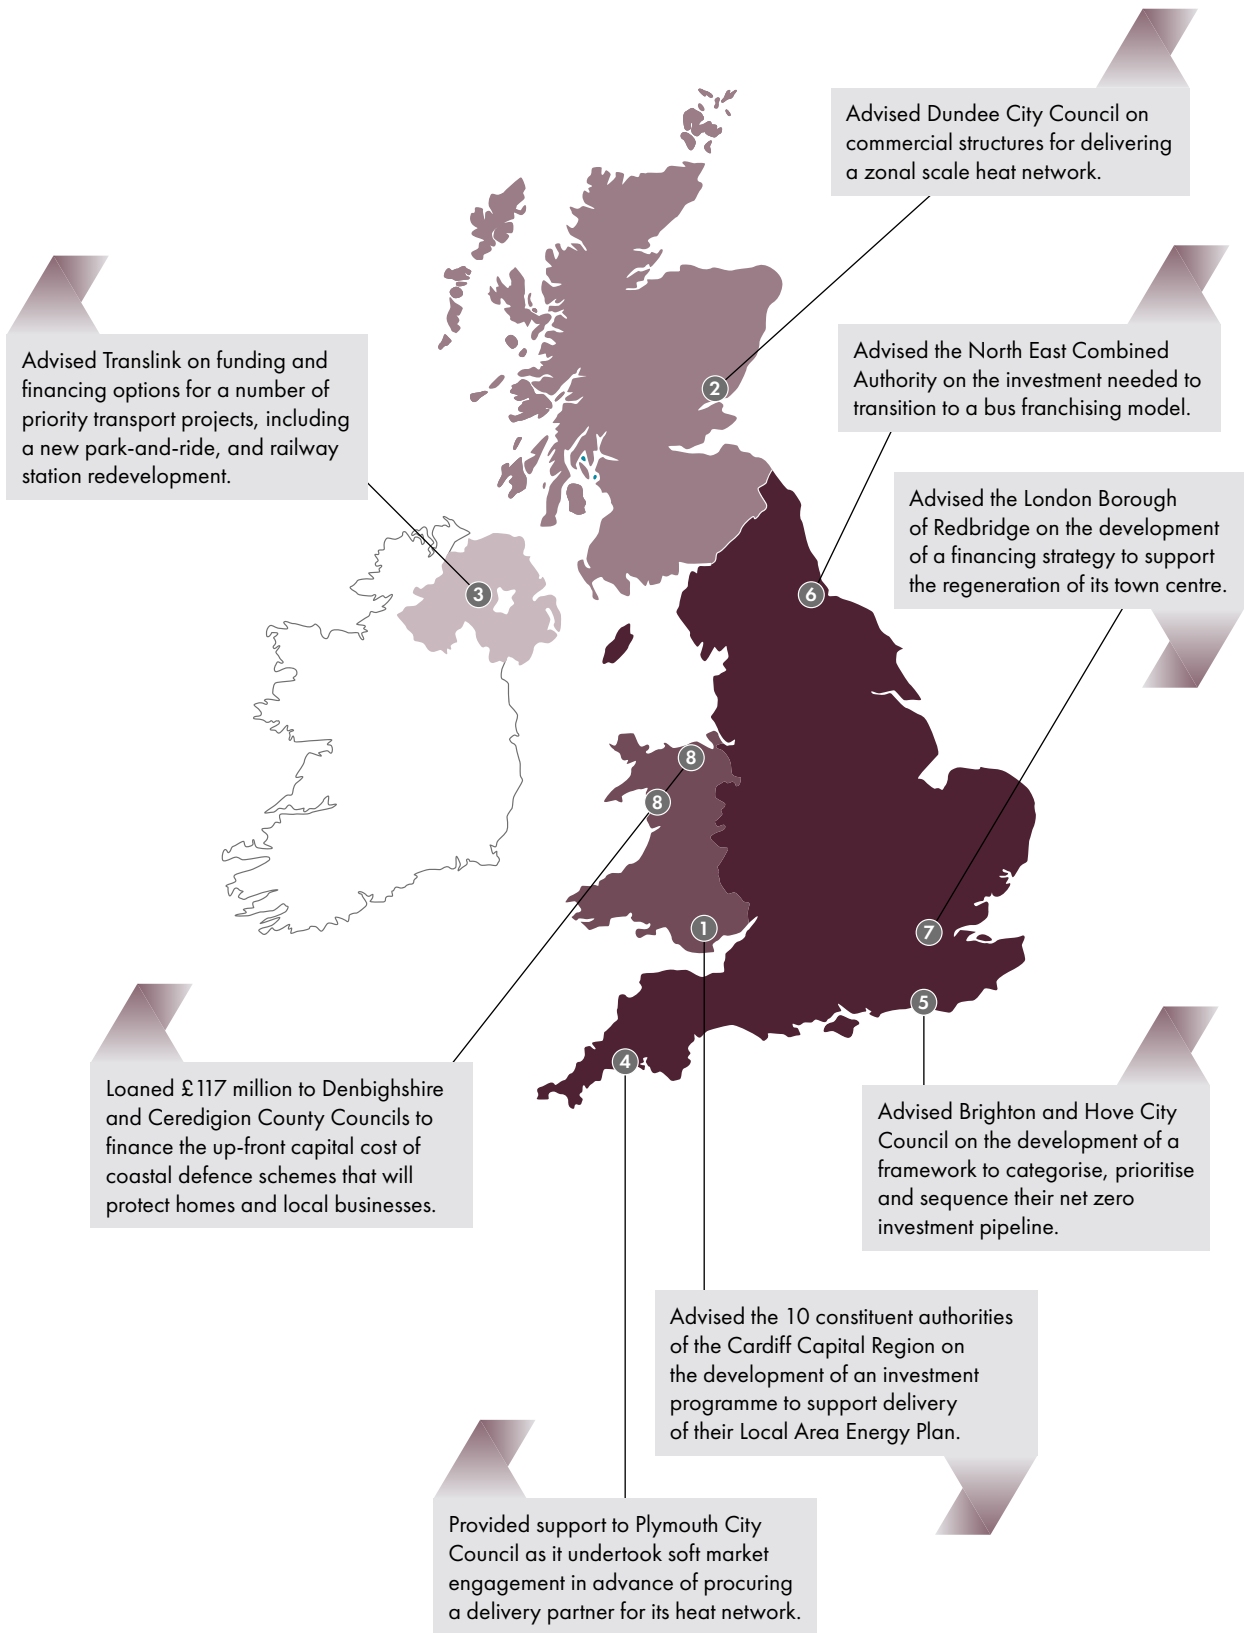 Advised Dundee City Council on
commercial structures for delivering
a zonal scale heat network.
Advised Translink on funding and
financing options for a number of
priority transport projects, including
a new park-and-ride, and railway
station redevelopment.
Advised the North East Combined
Authority on the investment needed to
transition to a bus franchising model.
2
Advised the London Borough
of Redbridge on the development
of a financing strategy to support
the regeneration of its town centre.
3
6
8
8
1
7
5
4
Loaned £117 million to Denbighshire
and Ceredigion County Councils to
finance the up-front capital cost of
coastal defence schemes that will
protect homes and local businesses.
Advised Brighton and Hove City
Council on the development of a
framework to categorise, prioritise
and sequence their net zero
investment pipeline.
Advised the 10 constituent authorities
of the Cardiff Capital Region on
the development of an investment
programme to support delivery
of their Local Area Energy Plan.
Provided support to Plymouth City
Council as it undertook soft market
engagement in advance of procuring
a delivery partner for its heat network.